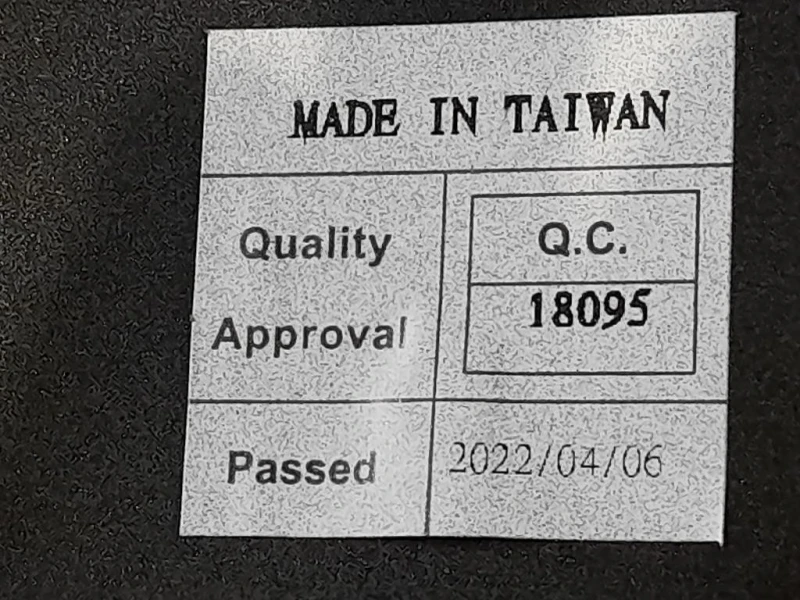 MADE IN TAIWAN
Quality
Approval
Q.C.
18095
Passed
2022/04/06